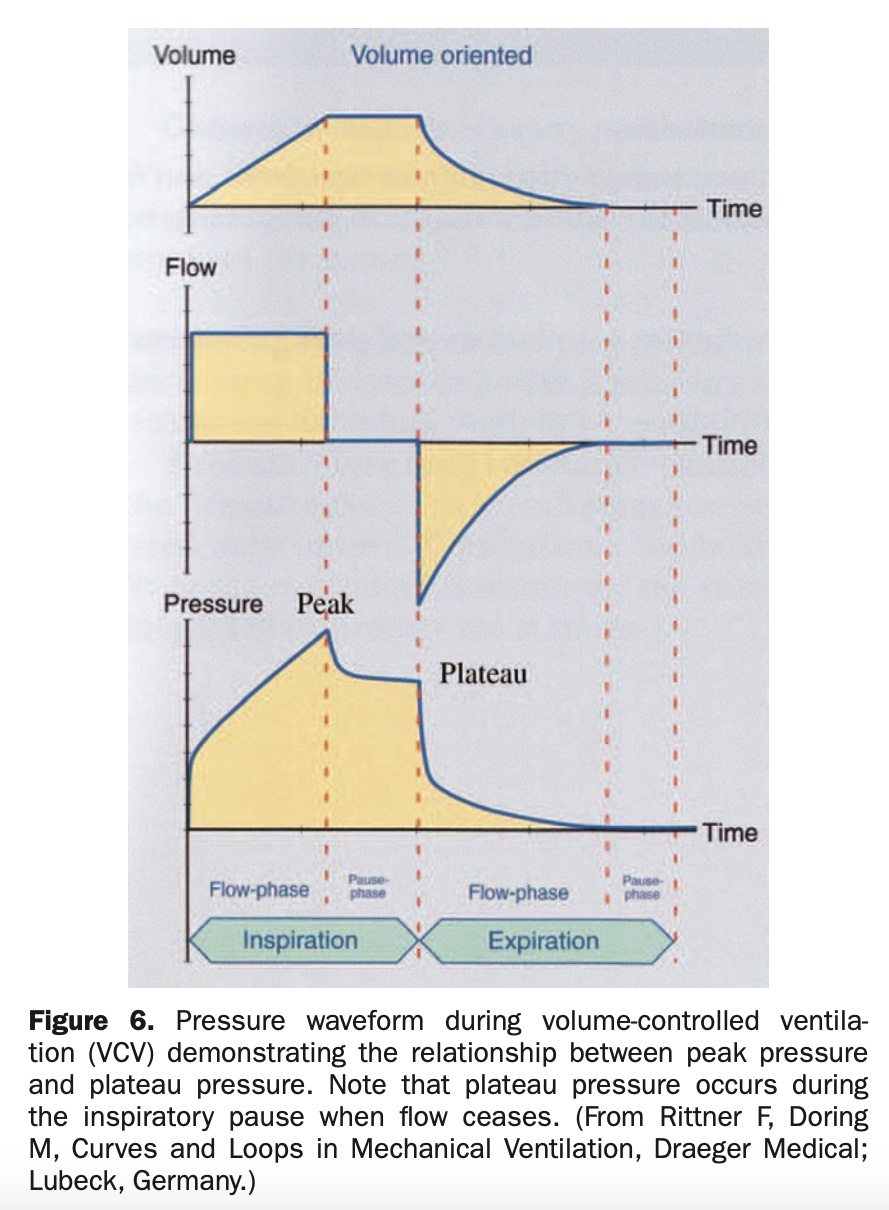 Volume
Volume oriented
Time
Flow
Time
Pressure
Peak
Plateau
Time
Flow-phase
Pause-
phase
Flow-phase
Pause-
phase
Inspiration
Expiration
Figure 6. Pressure waveform during volume-controlled ventila-
tion (VCV) demonstrating the relationship between peak pressure
and plateau pressure. Note that plateau pressure occurs during
the inspiratory pause when flow ceases. (From Rittner F, Doring
M, Curves and Loops in Mechanical Ventilation, Draeger Medical;
Lubeck, Germany.)